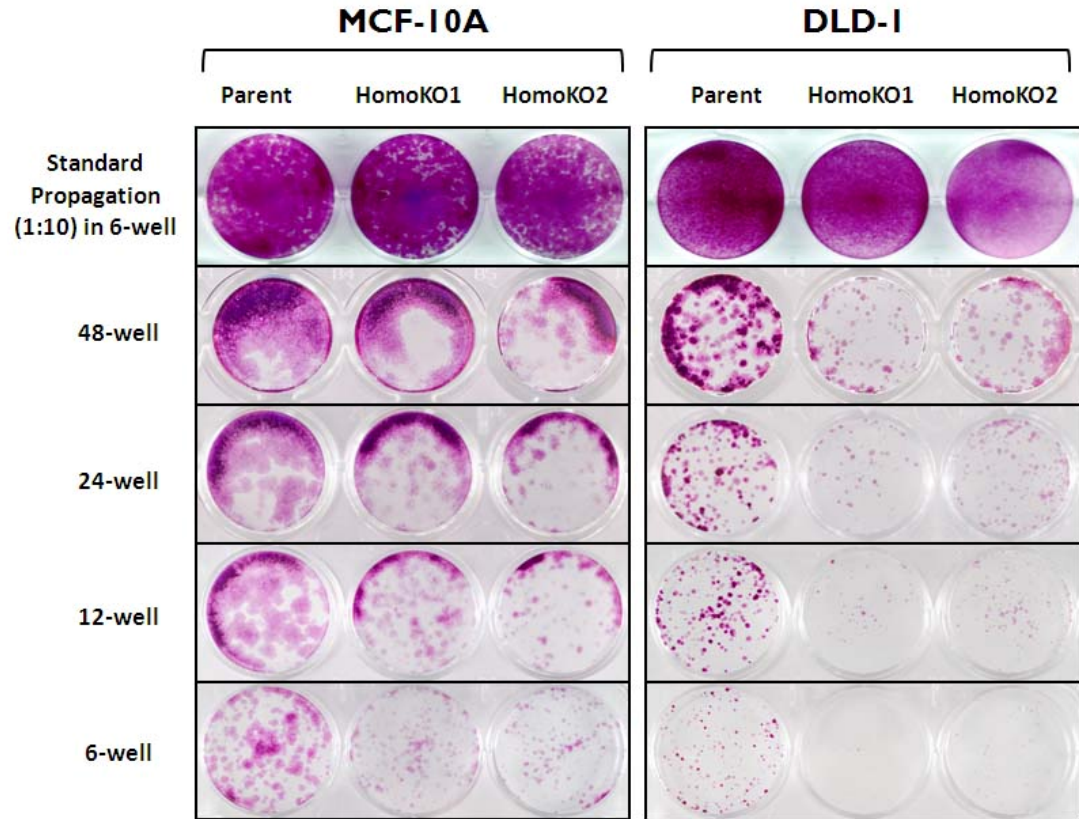 MCF-10A DLD-1
Parent HomoKO1 HomoKO2 Parent HomoKO1 HomoKO2
Standard
Propagation
(1:10) in 6-well
48-well
24-well
12-well
6-well